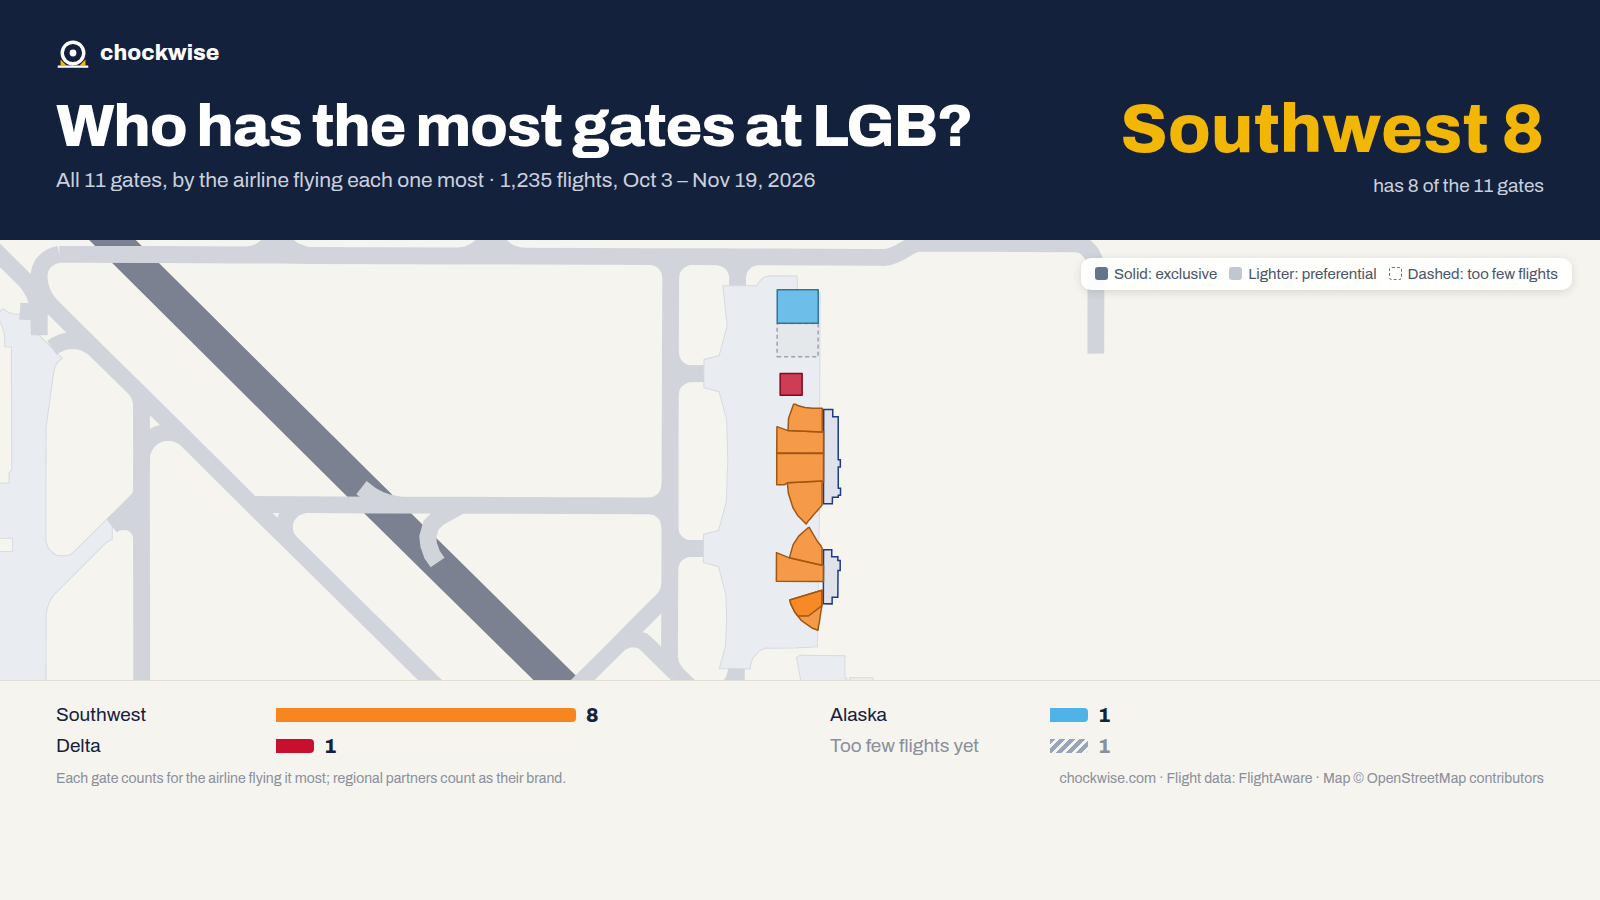 chockwise
Who has the most gates at LGB?
All 11 gates, by the airline flying each one most · 1,235 flights, Oct 3 – Nov 19, 2026
Southwest 8
has 8 of the 11 gates
Solid: exclusive Lighter: preferential Dashed: too few flights
Southwest 8
Delta 1
Alaska 1
Too few flights yet 1
Each gate counts for the airline flying it most; regional partners count as their brand.
chockwise.com · Flight data: FlightAware · Map © OpenStreetMap contributors